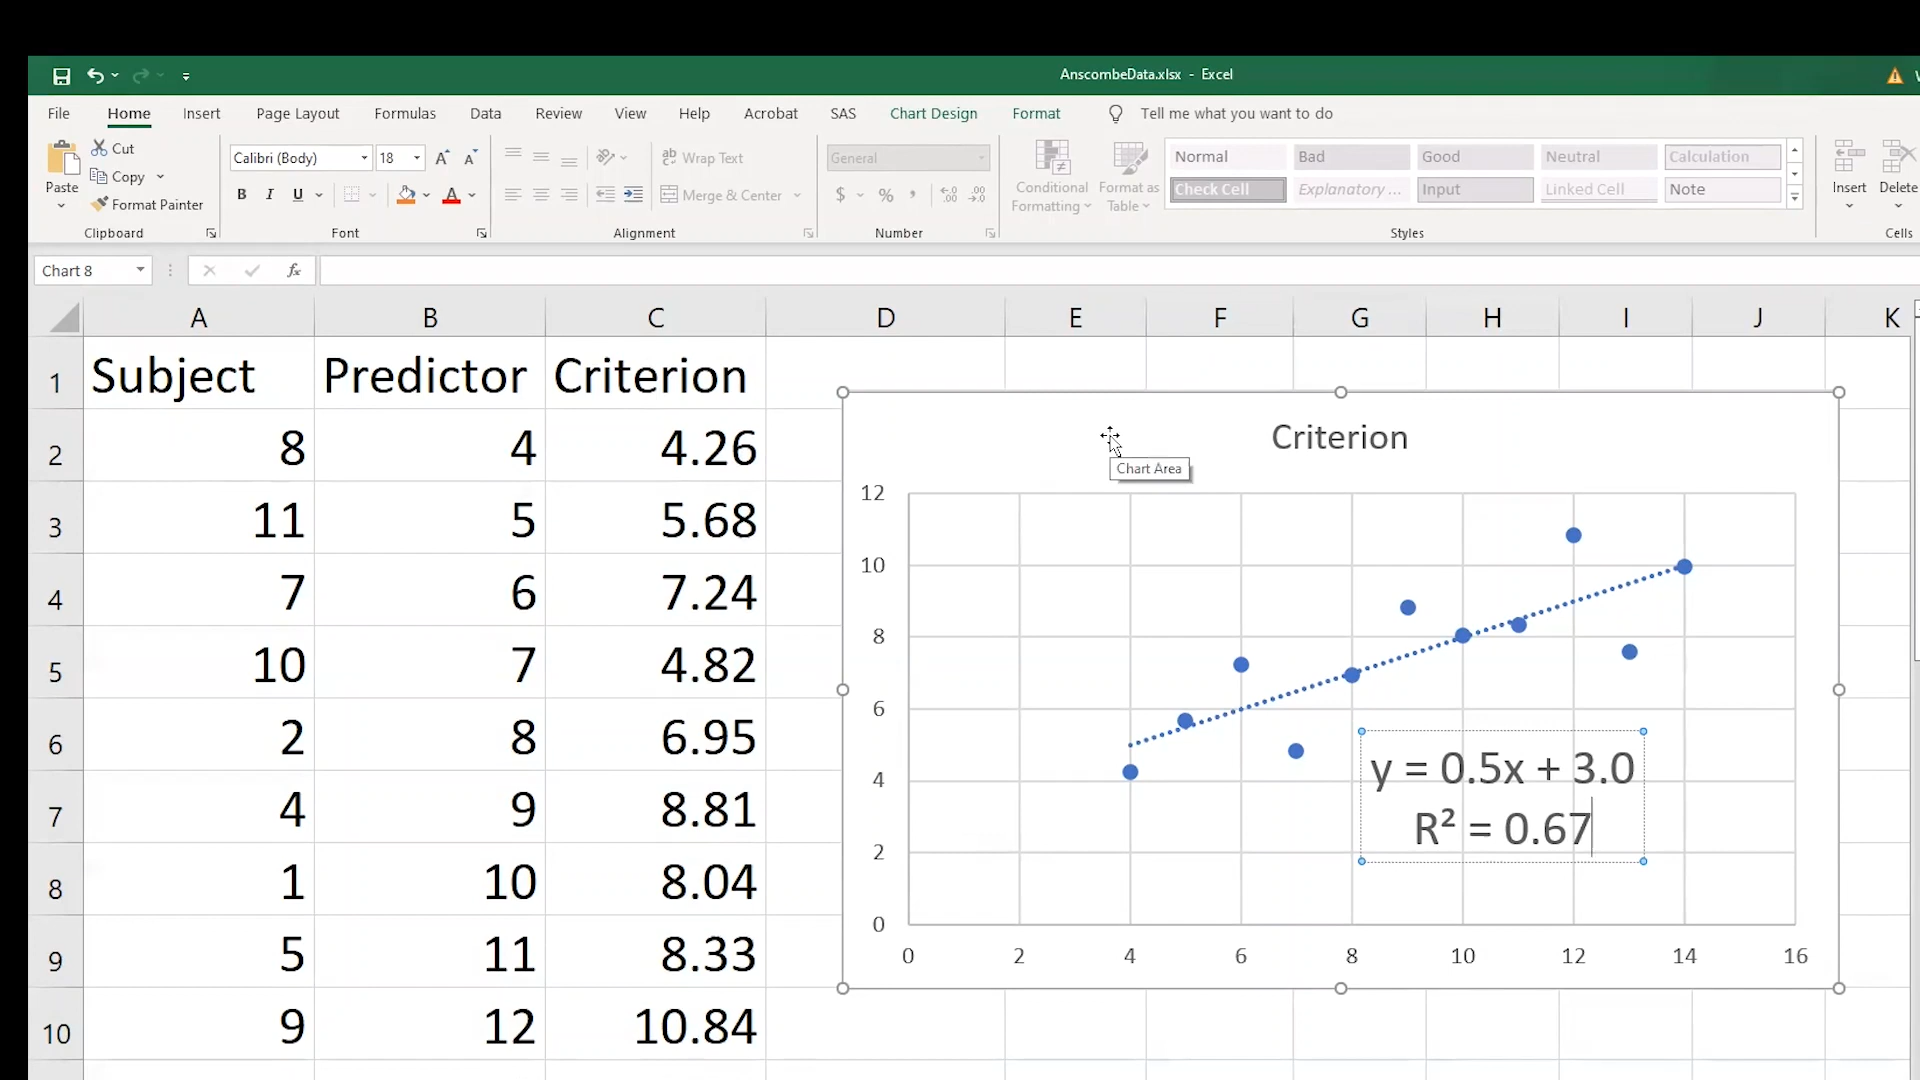 AnscombeData.xlsx - Excel
File Home Insert Page Layout Formulas Data Review View Help Acrobat SAS Chart Design Format Tell me what you want to do
Paste
Cut
Copy
Format Painter
Clipboard
Calibri (Body) 18
B I U
Font
ab Wrap Text
Merge & Center
Alignment
General
$ % ,
Number
Conditional Formatting
Format as Table
Normal Bad Good Neutral Calculation
Check Cell Explanatory ... Input Linked Cell Note
Styles
Insert Delete
Cells
Chart 8 fx
A B C D E F G H I J K
1 Subject Predictor Criterion
2 8 4 4.26
3 11 5 5.68
4 7 6 7.24
5 10 7 4.82
6 2 8 6.95
7 4 9 8.81
8 1 10 8.04
9 5 11 8.33
10 9 12 10.84
Criterion
Chart Area
12
10
8
6
4
2
0
0 2 4 6 8 10 12 14 16
y = 0.5x + 3.0
R² = 0.67